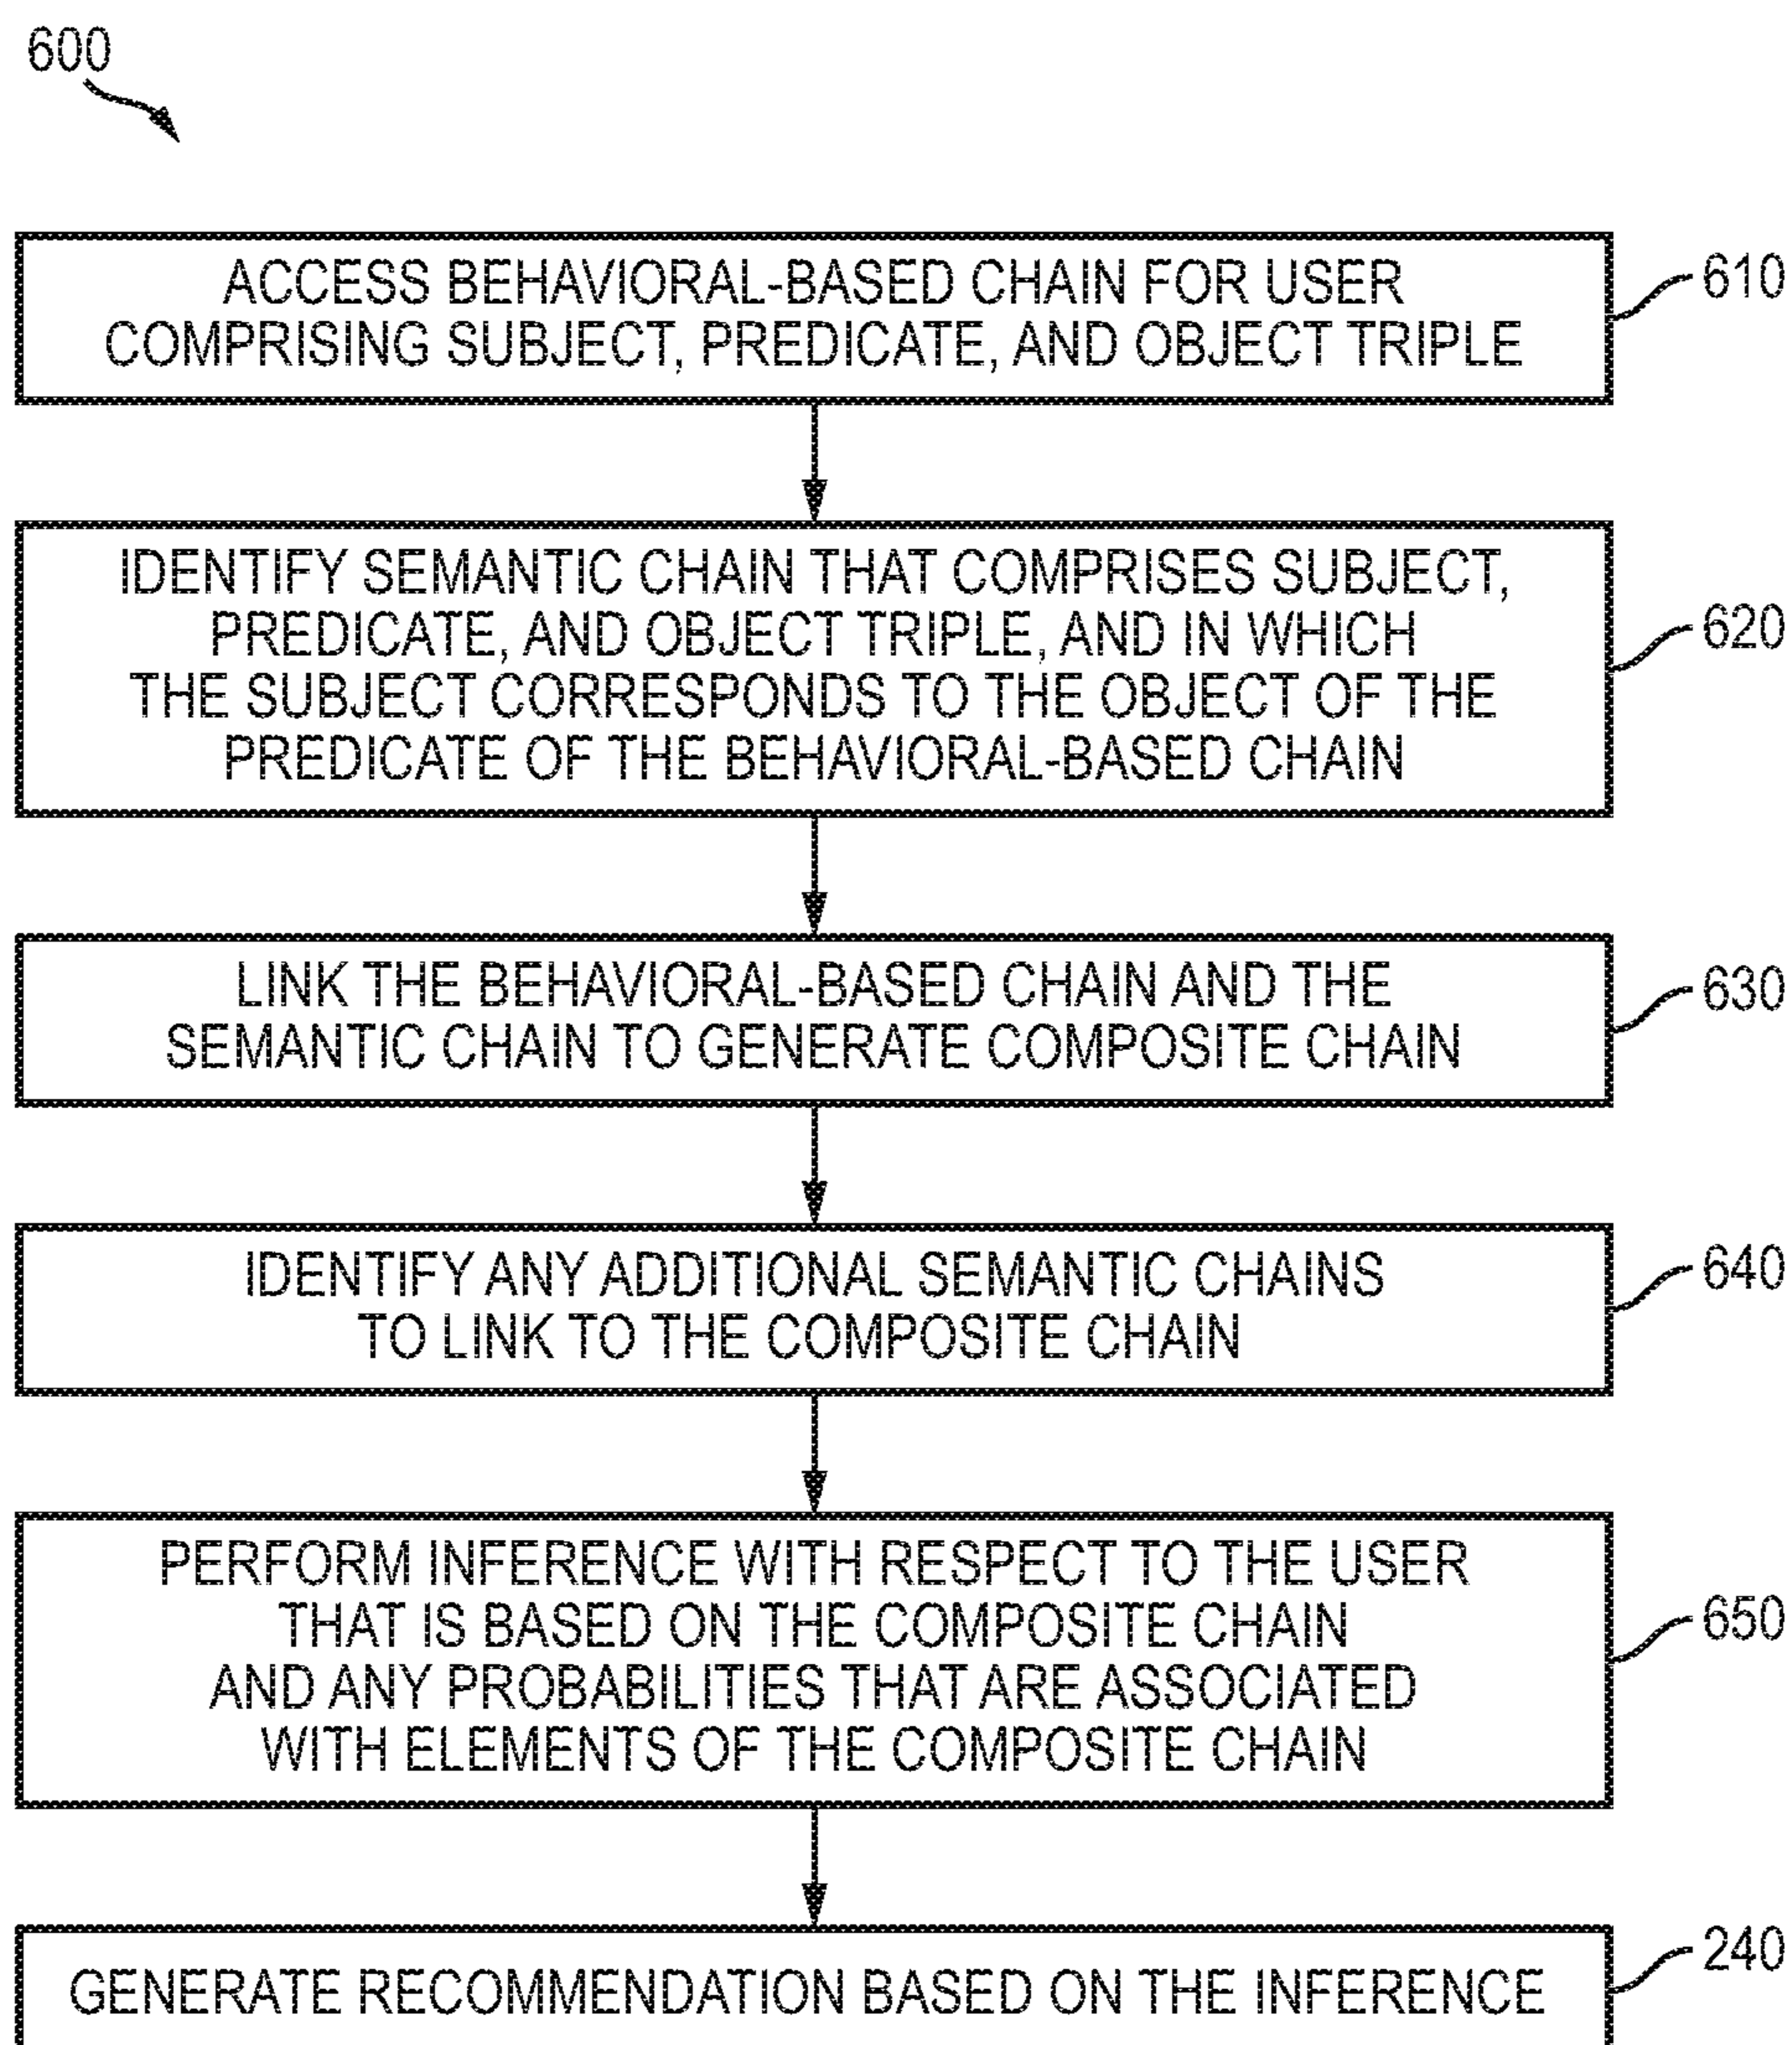 600
ACCESS BEHAVIORAL-BASED CHAIN FOR USER
COMPRISING SUBJECT, PREDICATE, AND OBJECT TRIPLE
610
IDENTIFY SEMANTIC CHAIN THAT COMPRISES SUBJECT,
PREDICATE, AND OBJECT TRIPLE, AND IN WHICH
THE SUBJECT CORRESPONDS TO THE OBJECT OF THE
PREDICATE OF THE BEHAVIORAL-BASED CHAIN
620
LINK THE BEHAVIORAL-BASED CHAIN AND THE
SEMANTIC CHAIN TO GENERATE COMPOSITE CHAIN
630
IDENTIFY ANY ADDITIONAL SEMANTIC CHAINS
TO LINK TO THE COMPOSITE CHAIN
640
PERFORM INFERENCE WITH RESPECT TO THE USER
THAT IS BASED ON THE COMPOSITE CHAIN
AND ANY PROBABILITIES THAT ARE ASSOCIATED
WITH ELEMENTS OF THE COMPOSITE CHAIN
650
GENERATE RECOMMENDATION BASED ON THE INFERENCE
240